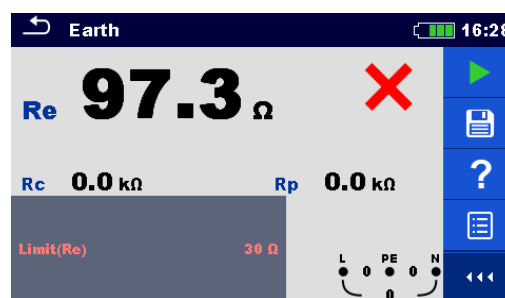 Earth 16:28
Re 97.3 Ω
Rc 0.0 kΩ Rp 0.0 kΩ
Limit(Re) 30 Ω
L PE N
0 0
0
?